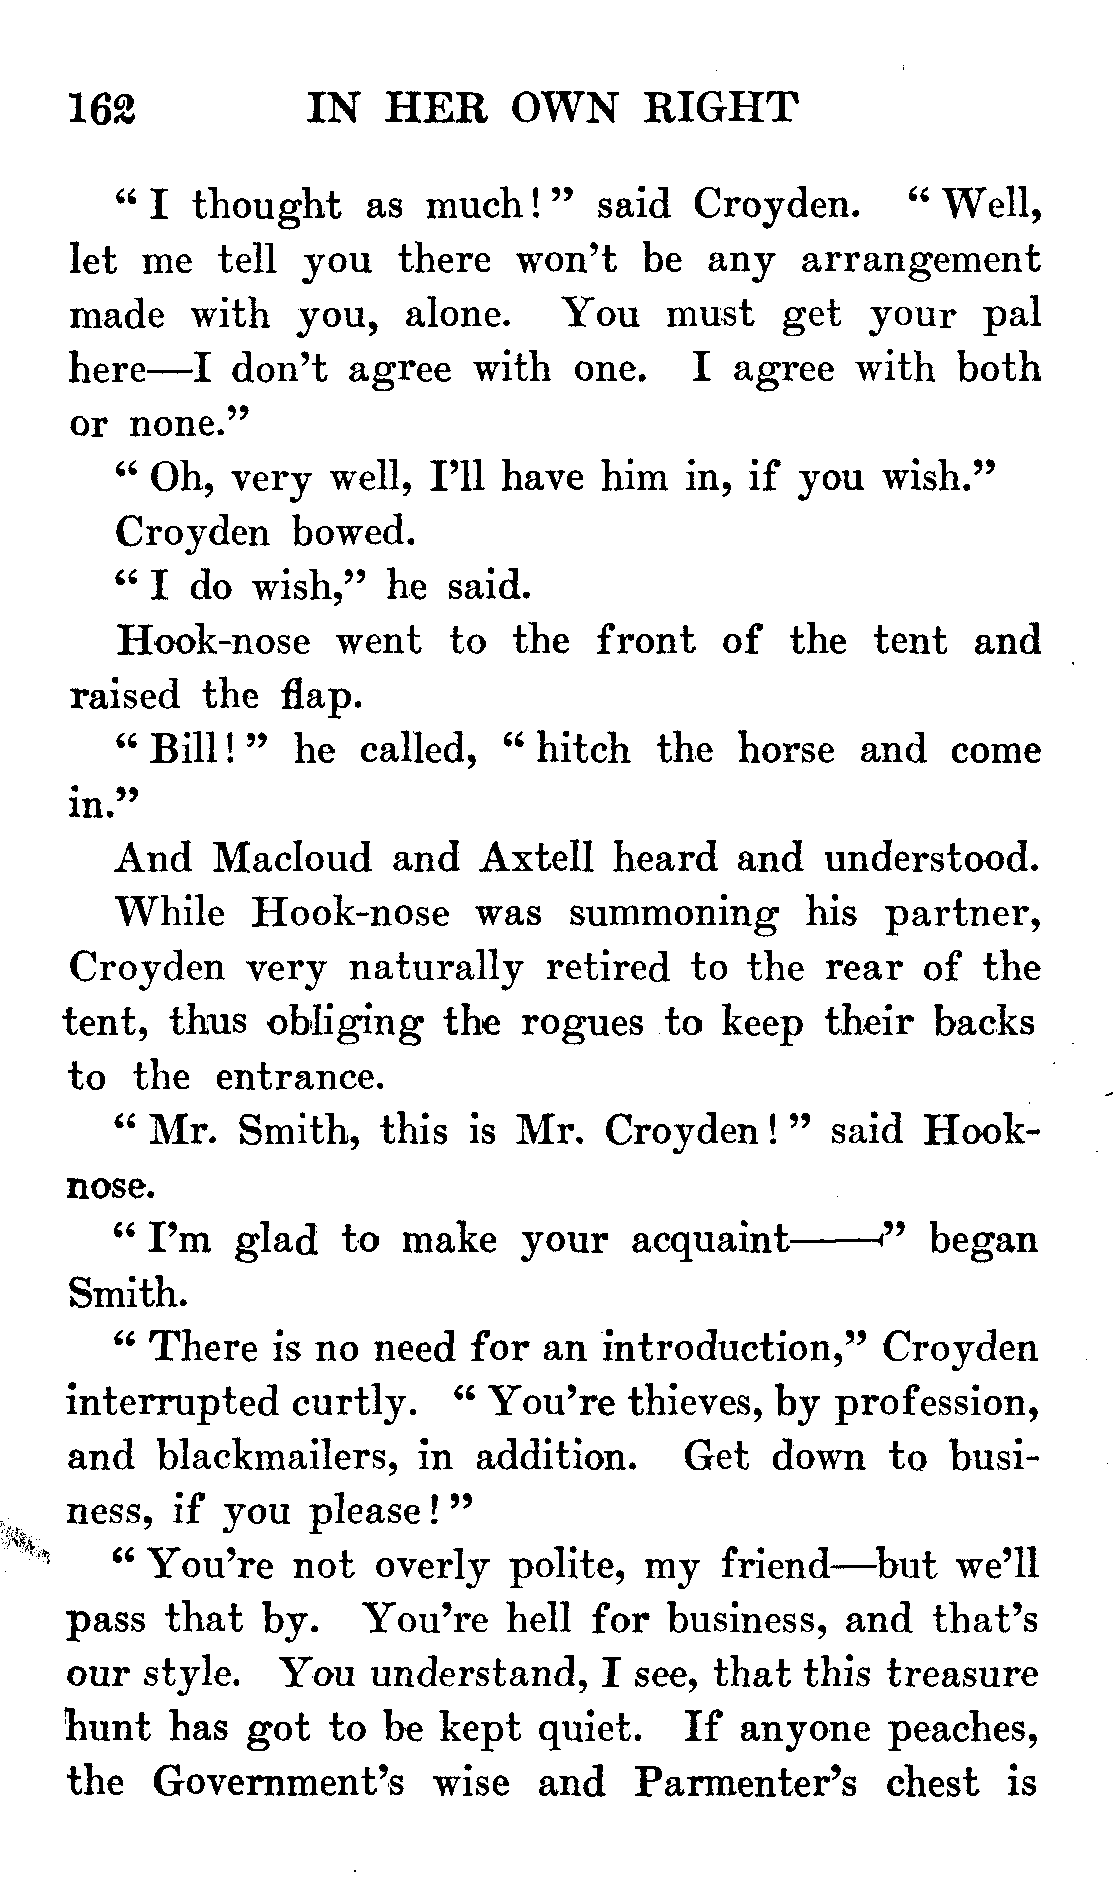 162 IN HER OWN RIGHT
“ I thought as much! ” said Croyden. “ Well,
let me tell you there won’t be any arrangement
made with you, alone. You must get your pal
here—I don’t agree with one. I agree with both
or none.”
“ Oh, very well, I’ll have him in, if you wish.”
Croyden bowed.
“ I do wish,” he said.
Hook-nose went to the front of the tent and
raised the flap.
“ Bill! ” he called, “ hitch the horse and come
in.”
And Macloud and Axtell heard and understood.
While Hook-nose was summoning his partner,
Croyden very naturally retired to the rear of the
tent, thus obliging the rogues to keep their backs
to the entrance.
“ Mr. Smith, this is Mr. Croyden! ” said Hook-
nose.
“ I’m glad to make your acquaint——” began
Smith.
“ There is no need for an introduction,” Croyden
interrupted curtly. “ You’re thieves, by profession,
and blackmailers, in addition. Get down to busi-
ness, if you please! ”
“ You’re not overly polite, my friend—but we’ll
pass that by. You’re hell for business, and that’s
our style. You understand, I see, that this treasure
hunt has got to be kept quiet. If anyone peaches,
the Government’s wise and Parmenter’s chest is